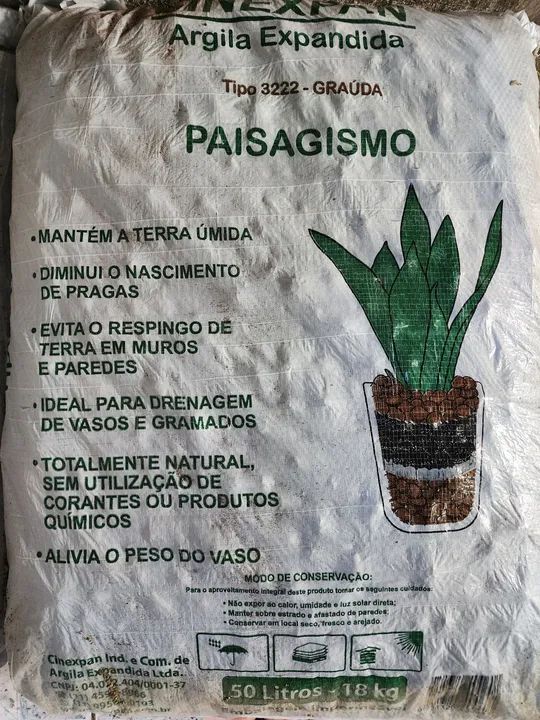 CINEXPAN
Argila Expandida
Tipo 3222 - GRAÚDA
PAISAGISMO
•MANTÉM A TERRA ÚMIDA
•DIMINUI O NASCIMENTO
DE PRAGAS
•EVITA O RESPINGO DE
TERRA EM MUROS
E PAREDES
•IDEAL PARA DRENAGEM
DE VASOS E GRAMADOS
•TOTALMENTE NATURAL,
SEM UTILIZAÇÃO DE
CORANTES OU PRODUTOS
QUÍMICOS
•ALIVIA O PESO DO VASO
MODO DE CONSERVAÇÃO:
Para o aproveitamento integral deste produto tomar os seguintes cuidados:
•Não expor ao calor, umidade e luz solar direta;
•Manter sobre estrado e afastado de paredes;
•Conservar em local seco, fresco e arejado.
Cinexpan Ind. e Com. de
Argila Expandida Ltda.
CNPJ: /0001-37
50 Litros - 18 kg